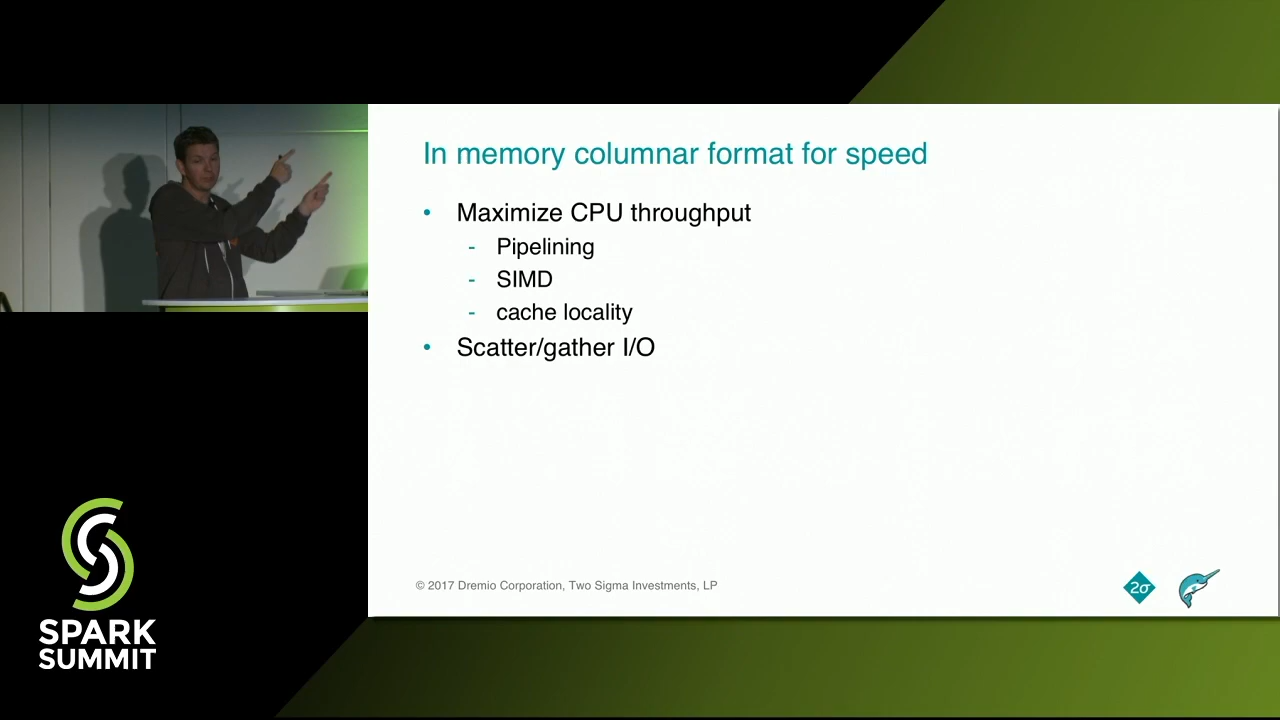 In memory columnar format for speed
• Maximize CPU throughput
- Pipelining
- SIMD
- cache locality
• Scatter/gather I/O
© 2017 Dremio Corporation, Two Sigma Investments, LP
2σ
SPARK
SUMMIT